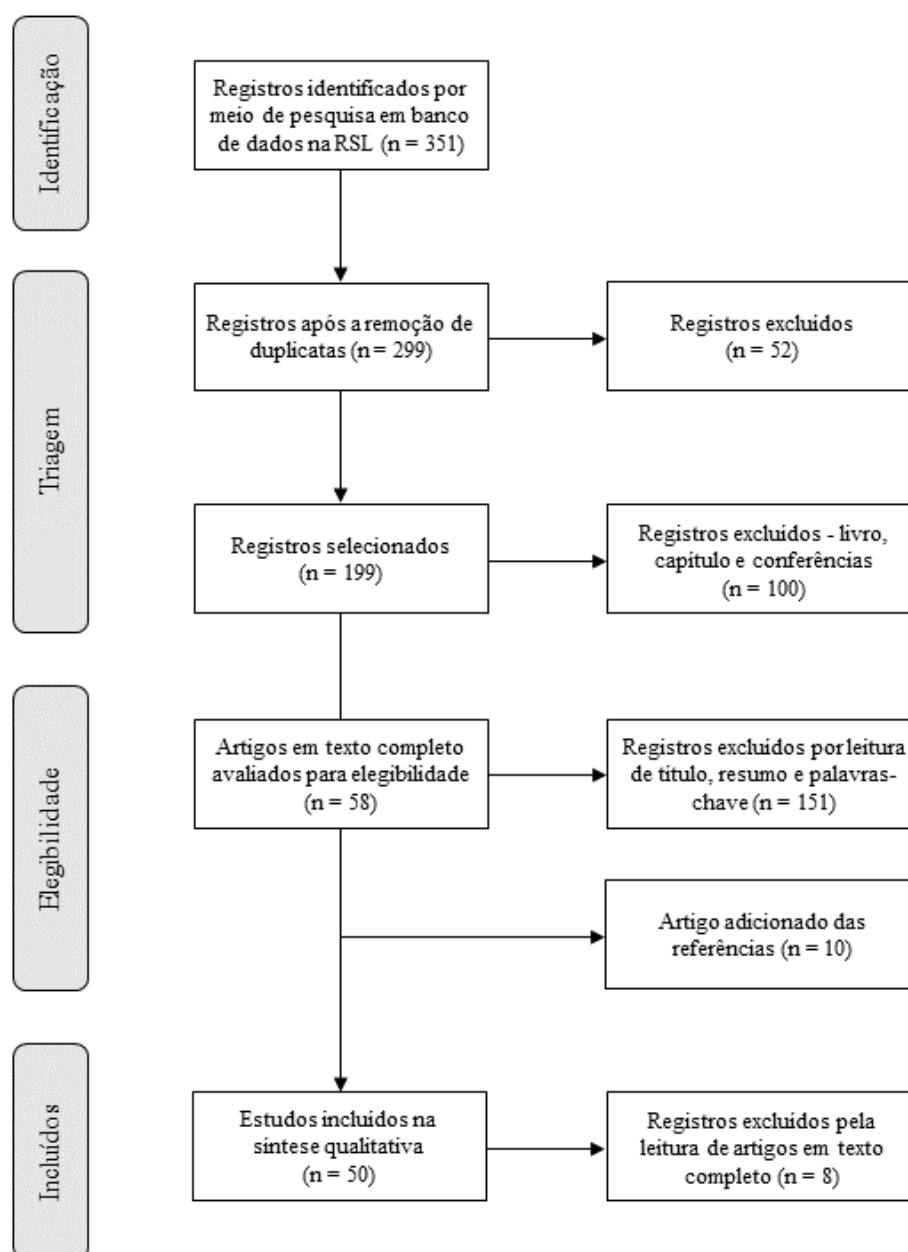 Identificação
Registros identificados por
meio de pesquisa em banco
de dados na RSL (n = 351)
Triagem
Registros após a remoção de
duplicatas (n = 299)
Registros excluídos
(n = 52)
Registros selecionados
(n = 199)
Registros excluídos - livro,
capítulo e conferências
(n = 100)
Elegibilidade
Artigos em texto completo
avaliados para elegibilidade
(n = 58)
Registros excluídos por leitura
de título, resumo e palavras-
chave (n = 151)
Artigo adicionado das
referências (n = 10)
Incluídos
Estudos incluídos na
síntese qualitativa
(n = 50)
Registros excluídos pela
leitura de artigos em texto
completo (n = 8)